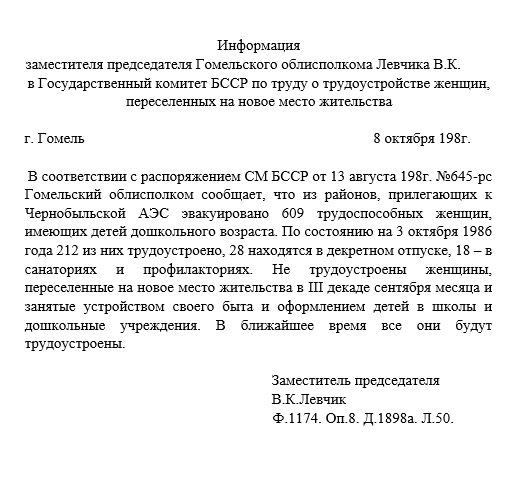 Информация
заместителя председателя Гомельского облисполкома Левчика В.К.
в Государственный комитет БССР по труду о трудоустройстве женщин,
переселенных на новое место жительства
г. Гомель 8 октября 198г.
В соответствии с распоряжением СМ БССР от 13 августа 198г. №645-рс
Гомельский облисполком сообщает, что из районов, прилегающих к
Чернобыльской АЭС эвакуировано 609 трудоспособных женщин,
имеющих детей дошкольного возраста. По состоянию на 3 октября 1986
года 212 из них трудоустроено, 28 находятся в декретном отпуске, 18 – в
санаториях и профилакториях. Не трудоустроены женщины,
переселенные на новое место жительства в III декаде сентября месяца и
занятые устройством своего быта и оформлением детей в школы и
дошкольные учреждения. В ближайшее время все они будут
трудоустроены.
Заместитель председателя
В.К.Левчик
Ф.1174. Оп.8. Д.1898а. Л.50.